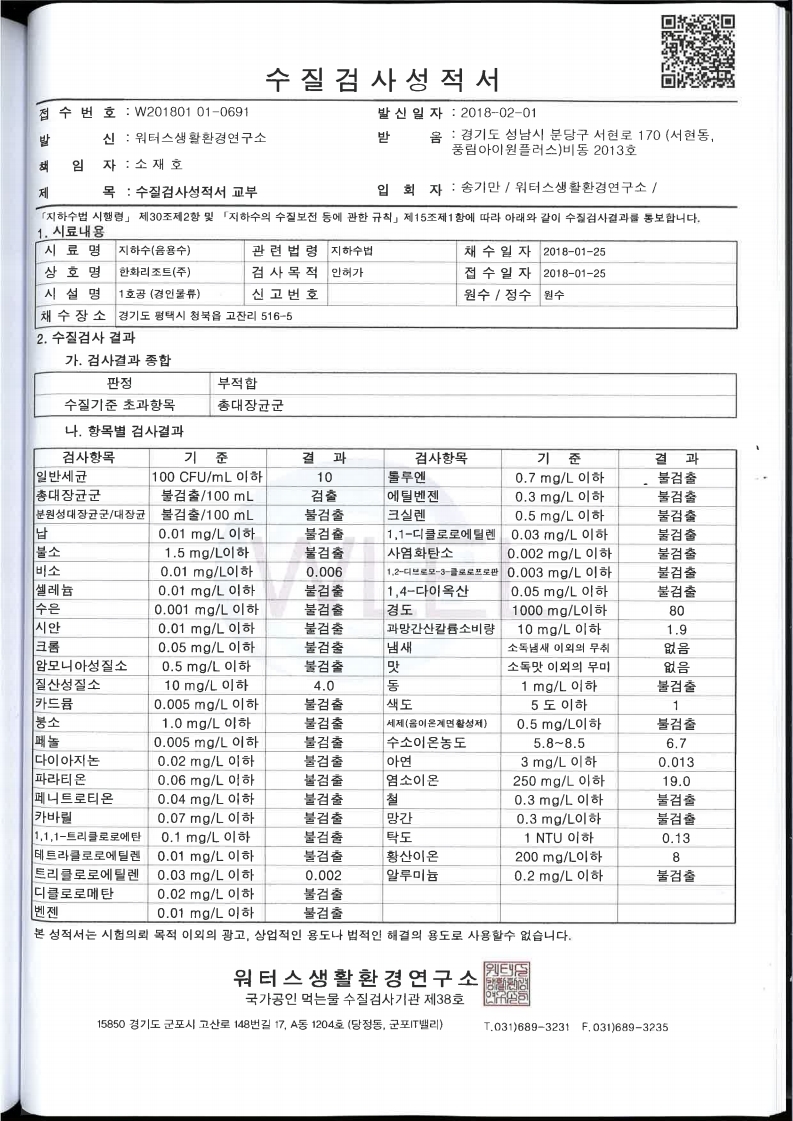 수질검사성적서
접 수 번 호 : W201801 01-0691 발 신 일 자 : 2018-02-01
발 신 : 워터스생활환경연구소 받 음 : 경기도 성남시 분당구 서현로 170 (서현동,
풍림아이원플러스)비동 2013호
책 임 자 : 소 재 호
제 목 : 수질검사성적서 교부 입 회 자 : 송기만 / 워터스생활환경연구소 /
「지하수법 시행령」 제30조제2항 및 「지하수의 수질보전 등에 관한 규칙」제15조제1항에 따라 아래와 같이 수질검사결과를 통보합니다.
1. 시료내용
시 료 명 지하수(음용수) 관 련 법 령 지하수법 채 수 일 자 2018-01-25
상 호 명 한화리조트(주) 검 사 목 적 인허가 접 수 일 자 2018-01-25
시 설 명 1호공 (경인물류) 신 고 번 호 원수 / 정수 원수
채 수 장 소 경기도 평택시 청북읍 고잔리 516-5
2. 수질검사 결과
가. 검사결과 종합
판정 부적합
수질기준 초과항목 총대장균군
나. 항목별 검사결과
검사항목 기 준 결 과 검사항목 기 준 결 과
일반세균 100 CFU/mL 이하 10 톨루엔 0.7 mg/L 이하 불검출
총대장균군 불검출/100 mL 검출 에틸벤젠 0.3 mg/L 이하 불검출
분원성대장균군/대장균 불검출/100 mL 불검출 크실렌 0.5 mg/L 이하 불검출
납 0.01 mg/L 이하 불검출 1,1-디클로로에틸렌 0.03 mg/L 이하 불검출
불소 1.5 mg/L이하 불검출 사염화탄소 0.002 mg/L 이하 불검출
비소 0.01 mg/L이하 0.006 1,2-디브로모-3-클로로프로판 0.003 mg/L 이하 불검출
셀레늄 0.01 mg/L 이하 불검출 1,4-다이옥산 0.05 mg/L 이하 불검출
수은 0.001 mg/L 이하 불검출 경도 1000 mg/L이하 80
시안 0.01 mg/L 이하 불검출 과망간산칼륨소비량 10 mg/L 이하 1.9
크롬 0.05 mg/L 이하 불검출 냄새 소독냄새 이외의 무취 없음
암모니아성질소 0.5 mg/L 이하 불검출 맛 소독맛 이외의 무미 없음
질산성질소 10 mg/L 이하 4.0 동 1 mg/L 이하 불검출
카드뮴 0.005 mg/L 이하 불검출 색도 5 도 이하 1
붕소 1.0 mg/L 이하 불검출 세제(음이온계면활성제) 0.5 mg/L이하 불검출
페놀 0.005 mg/L 이하 불검출 수소이온농도 5.8~8.5 6.7
다이아지논 0.02 mg/L 이하 불검출 아연 3 mg/L 이하 0.013
파라티온 0.06 mg/L 이하 불검출 염소이온 250 mg/L 이하 19.0
페니트로티온 0.04 mg/L 이하 불검출 철 0.3 mg/L 이하 불검출
카바릴 0.07 mg/L 이하 불검출 망간 0.3 mg/L이하 불검출
1,1,1-트리클로로에탄 0.1 mg/L 이하 불검출 탁도 1 NTU 이하 0.13
테트라클로로에틸렌 0.01 mg/L 이하 불검출 황산이온 200 mg/L이하 8
트리클로로에틸렌 0.03 mg/L 이하 0.002 알루미늄 0.2 mg/L 이하 불검출
디클로로메탄 0.02 mg/L 이하 불검출
벤젠 0.01 mg/L 이하 불검출
본 성적서는 시험의뢰 목적 이외의 광고, 상업적인 용도나 법적인 해결의 용도로 사용할수 없습니다.
워터스생활환경연구소
국가공인 먹는물 수질검사기관 제38호
15850 경기도 군포시 고산로 148번길 17, A동 1204호 (당정동, 군포IT밸리) T.031)689-3231 F.031)689-3235